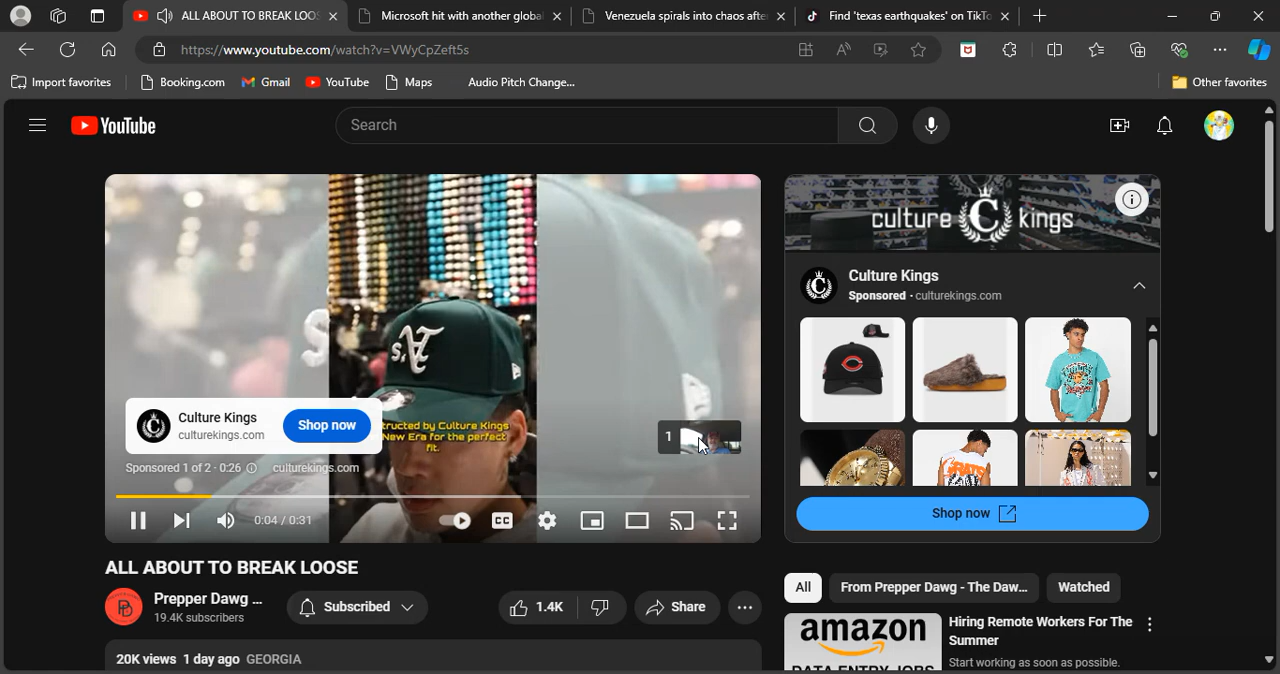 ALL ABOUT TO BREAK LOOS
Microsoft hit with another global
Venezuela spirals into chaos after
Find 'texas earthquakes' on TikTo
https://www.youtube.com/watch?v=VWyCpZeft5s
Import favorites
Booking.com
Gmail
YouTube
Maps
Audio Pitch Change...
Other favorites
YouTube
Search
culture C kings
Culture Kings
Sponsored · culturekings.com
Culture Kings
culturekings.com
Shop now
tructed by Culture Kings
New Era for the perfect
fit.
1
Sponsored 1 of 2 · 0:26
culturekings.com
0:04 / 0:31
CC
Shop now
ALL ABOUT TO BREAK LOOSE
Prepper Dawg ...
19.4K subscribers
Subscribed
1.4K
Share
20K views 1 day ago GEORGIA
All
From Prepper Dawg - The Daw...
Watched
amazon
DATA ENTRY JOBS
Hiring Remote Workers For The
Summer
Start working as soon as possible.